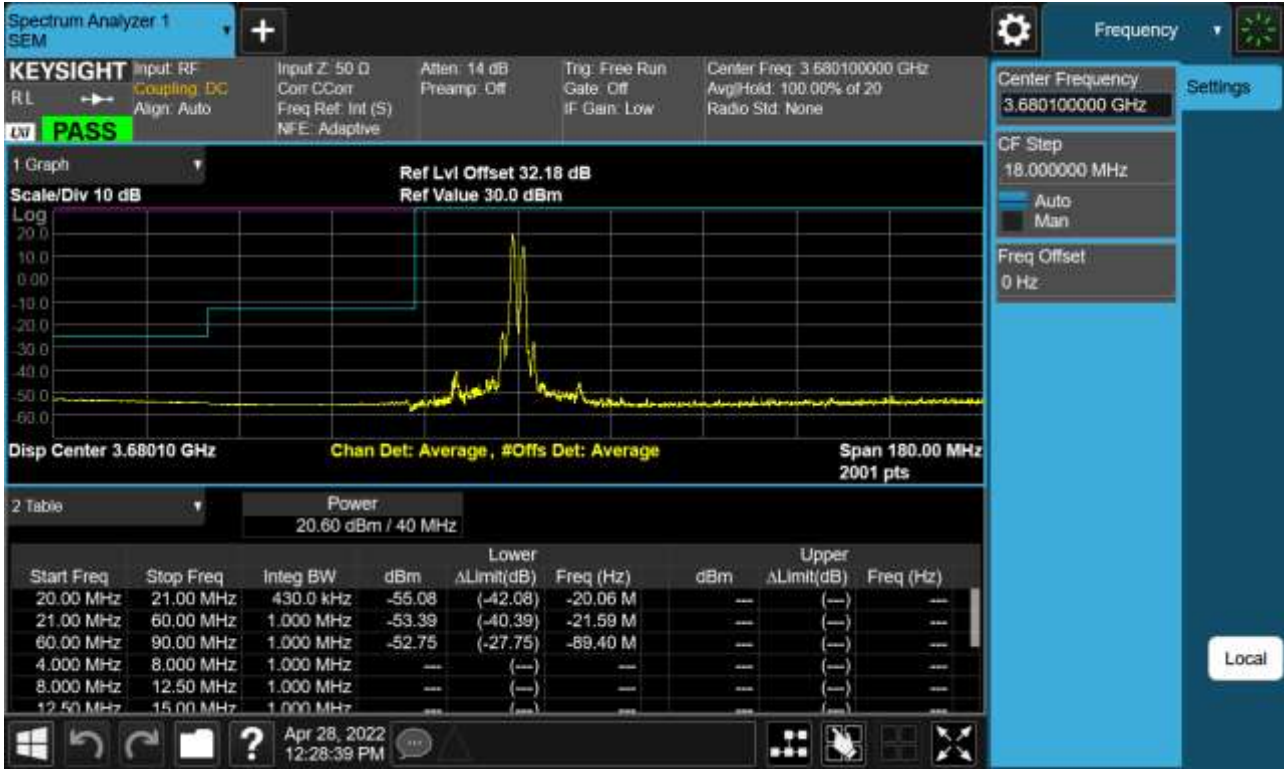 Spectrum Analyzer 1
SEM
+
Frequency
KEYSIGHT Input: RF
Coupling: DC
Align: Auto
RL
LXI PASS
Input Z: 50 Ω
Corr CCorr
Freq Ref: Int (S)
NFE: Adaptive
Atten: 14 dB
Preamp: Off
Trig: Free Run
Gate: Off
IF Gain: Low
Center Freq: 3.680100000 GHz
Avg|Hold: 100.00% of 20
Radio Std: None
Center Frequency
3.680100000 GHz
Settings
CF Step
18.000000 MHz
Auto
Man
Freq Offset
0 Hz
1 Graph
Scale/Div 10 dB
Ref Lvl Offset 32.18 dB
Ref Value 30.0 dBm
Log
20.0
10.0
0.00
-10.0
-20.0
-30.0
-40.0
-50.0
-60.0
Disp Center 3.68010 GHz
Chan Det: Average, #Offs Det: Average
Span 180.00 MHz
2001 pts
2 Table
Power
20.60 dBm / 40 MHz
Lower Upper
Start Freq Stop Freq Integ BW dBm ΔLimit(dB) Freq (Hz) dBm ΔLimit(dB) Freq (Hz)
20.00 MHz 21.00 MHz 430.0 kHz -55.08 (-42.08) -20.06 M --- (---) ---
21.00 MHz 60.00 MHz 1.000 MHz -53.39 (-40.39) -21.59 M --- (---) ---
60.00 MHz 90.00 MHz 1.000 MHz -52.75 (-27.75) -89.40 M --- (---) ---
4.000 MHz 8.000 MHz 1.000 MHz --- (---) --- --- (---) ---
8.000 MHz 12.50 MHz 1.000 MHz --- (---) --- --- (---) ---
12.50 MHz 15.00 MHz 1.000 MHz --- (---) --- --- (---) ---
Local
? Apr 28, 2022
12:28:39 PM